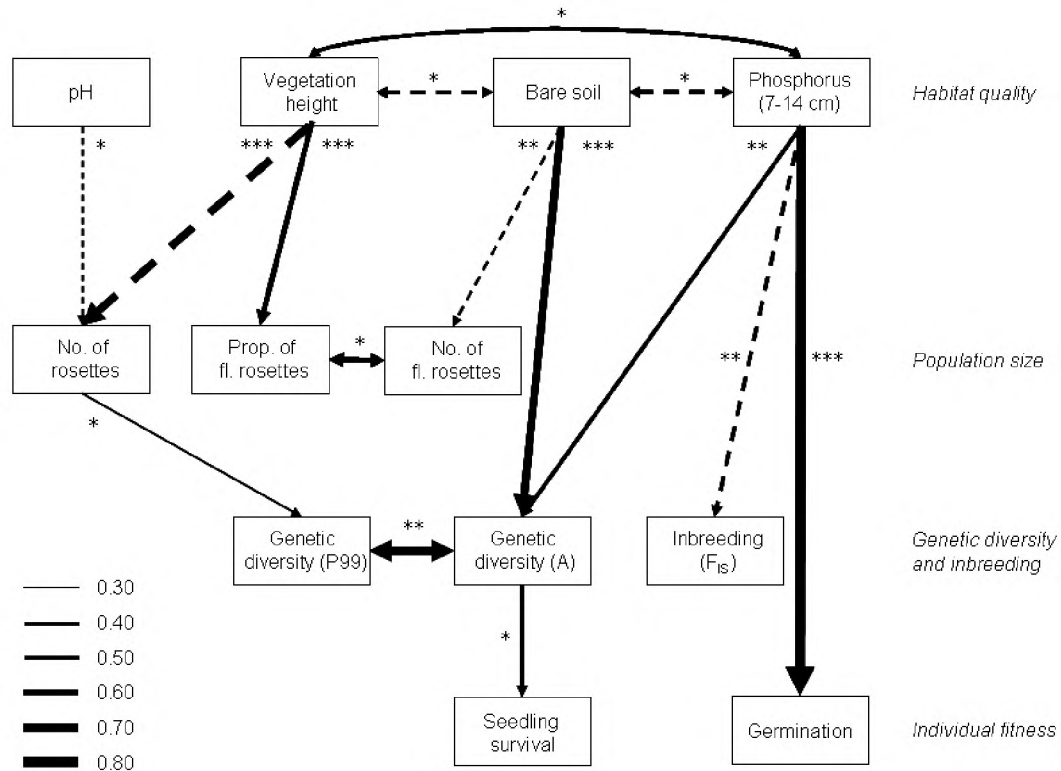 *
pH
Vegetation
height
*
Bare soil
*
Phosphorus
(7-14 cm)
Habitat quality
*
***
***
**
***
**
No. of
rosettes
Prop. of
fl. rosettes
*
No. of
fl. rosettes
**
***
Population size
*
Genetic
diversity (P99)
**
Genetic
diversity (A)
Inbreeding
(FIS)
Genetic diversity
and inbreeding
0.30
0.40
0.50
0.60
0.70
0.80
*
Seedling
survival
Germination
Individual fitness